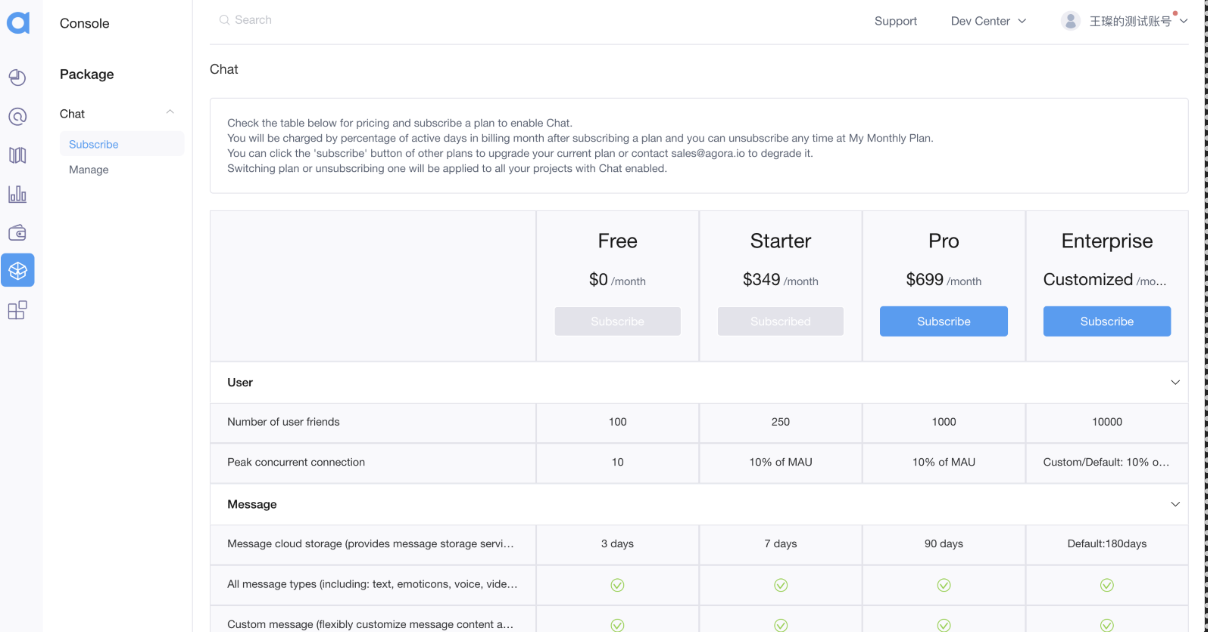 Console
Search
Support
Dev Center
王璨的测试账号
Package
Chat
Subscribe
Manage
Chat
Check the table below for pricing and subscribe a plan to enable Chat.
You will be charged by percentage of active days in billing month after subscribing a plan and you can unsubscribe any time at My Monthly Plan.
You can click the 'subscribe' button of other plans to upgrade your current plan or contact sales@agora.io to degrade it.
Switching plan or unsubscribing one will be applied to all your projects with Chat enabled.
Free Starter Pro Enterprise
$0 /month $349 /month $699 /month Customized /mo...
Subscribe Subscribed Subscribe Subscribe
User
Number of user friends 100 250 1000 10000
Peak concurrent connection 10 10% of MAU 10% of MAU Custom/Default: 10% o...
Message
Message cloud storage (provides message storage servi... 3 days 7 days 90 days Default:180days
All message types (including: text, emoticons, voice, vide...
Custom message (flexibly customize message content a...